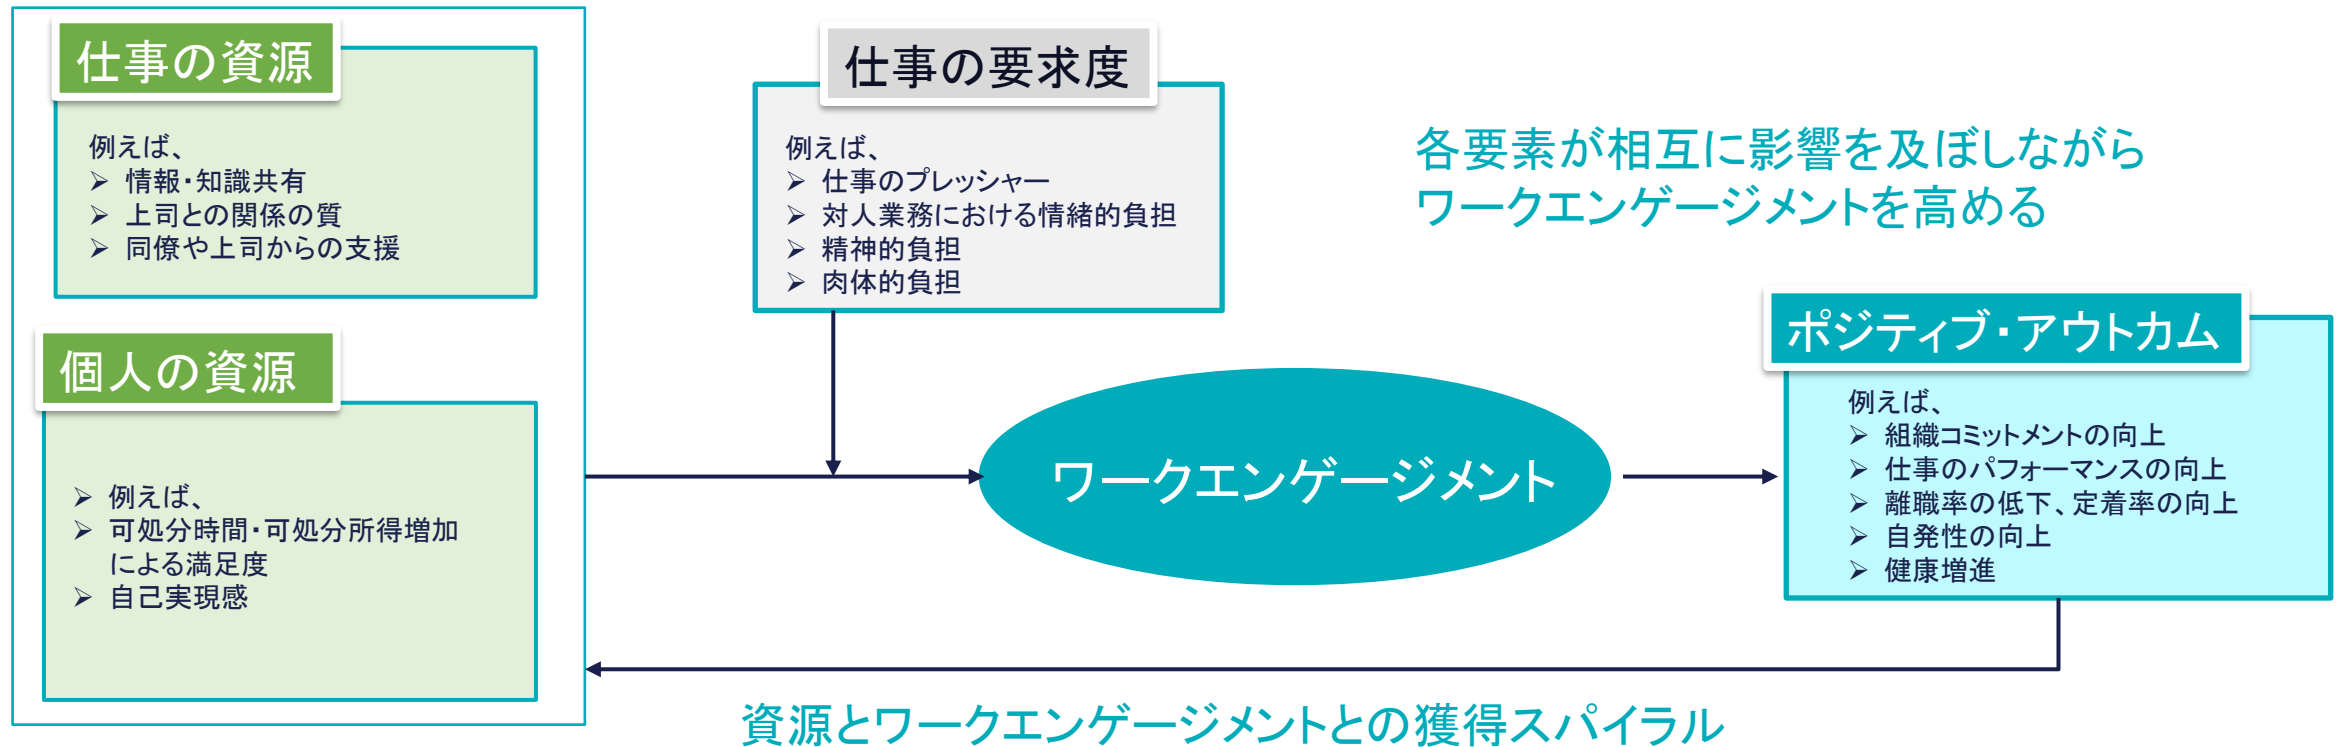 仕事の資源
例えば、
➢ 情報・知識共有
➢ 上司との関係の質
➢ 同僚や上司からの支援
個人の資源
➢ 例えば、
➢ 可処分時間・可処分所得増加
による満足度
➢ 自己実現感
仕事の要求度
例えば、
➢ 仕事のプレッシャー
➢ 対人業務における情緒的負担
➢ 精神的負担
➢ 肉体的負担
各要素が相互に影響を及ぼしながら
ワークエンゲージメントを高める
ワークエンゲージメント
ポジティブ・アウトカム
例えば、
➢ 組織コミットメントの向上
➢ 仕事のパフォーマンスの向上
➢ 離職率の低下、定着率の向上
➢ 自発性の向上
➢ 健康増進
資源とワークエンゲージメントとの獲得スパイラル